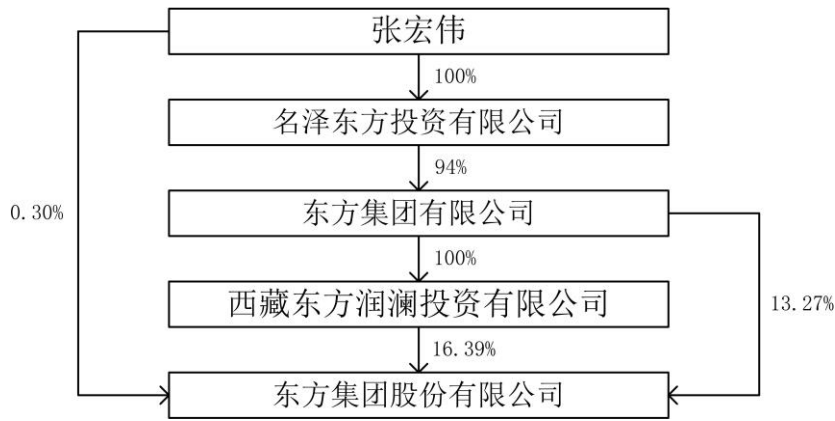 张宏伟
100%
名泽东方投资有限公司
94%
0.30%
东方集团有限公司
100%
西藏东方润澜投资有限公司
13.27%
16.39%
东方集团股份有限公司